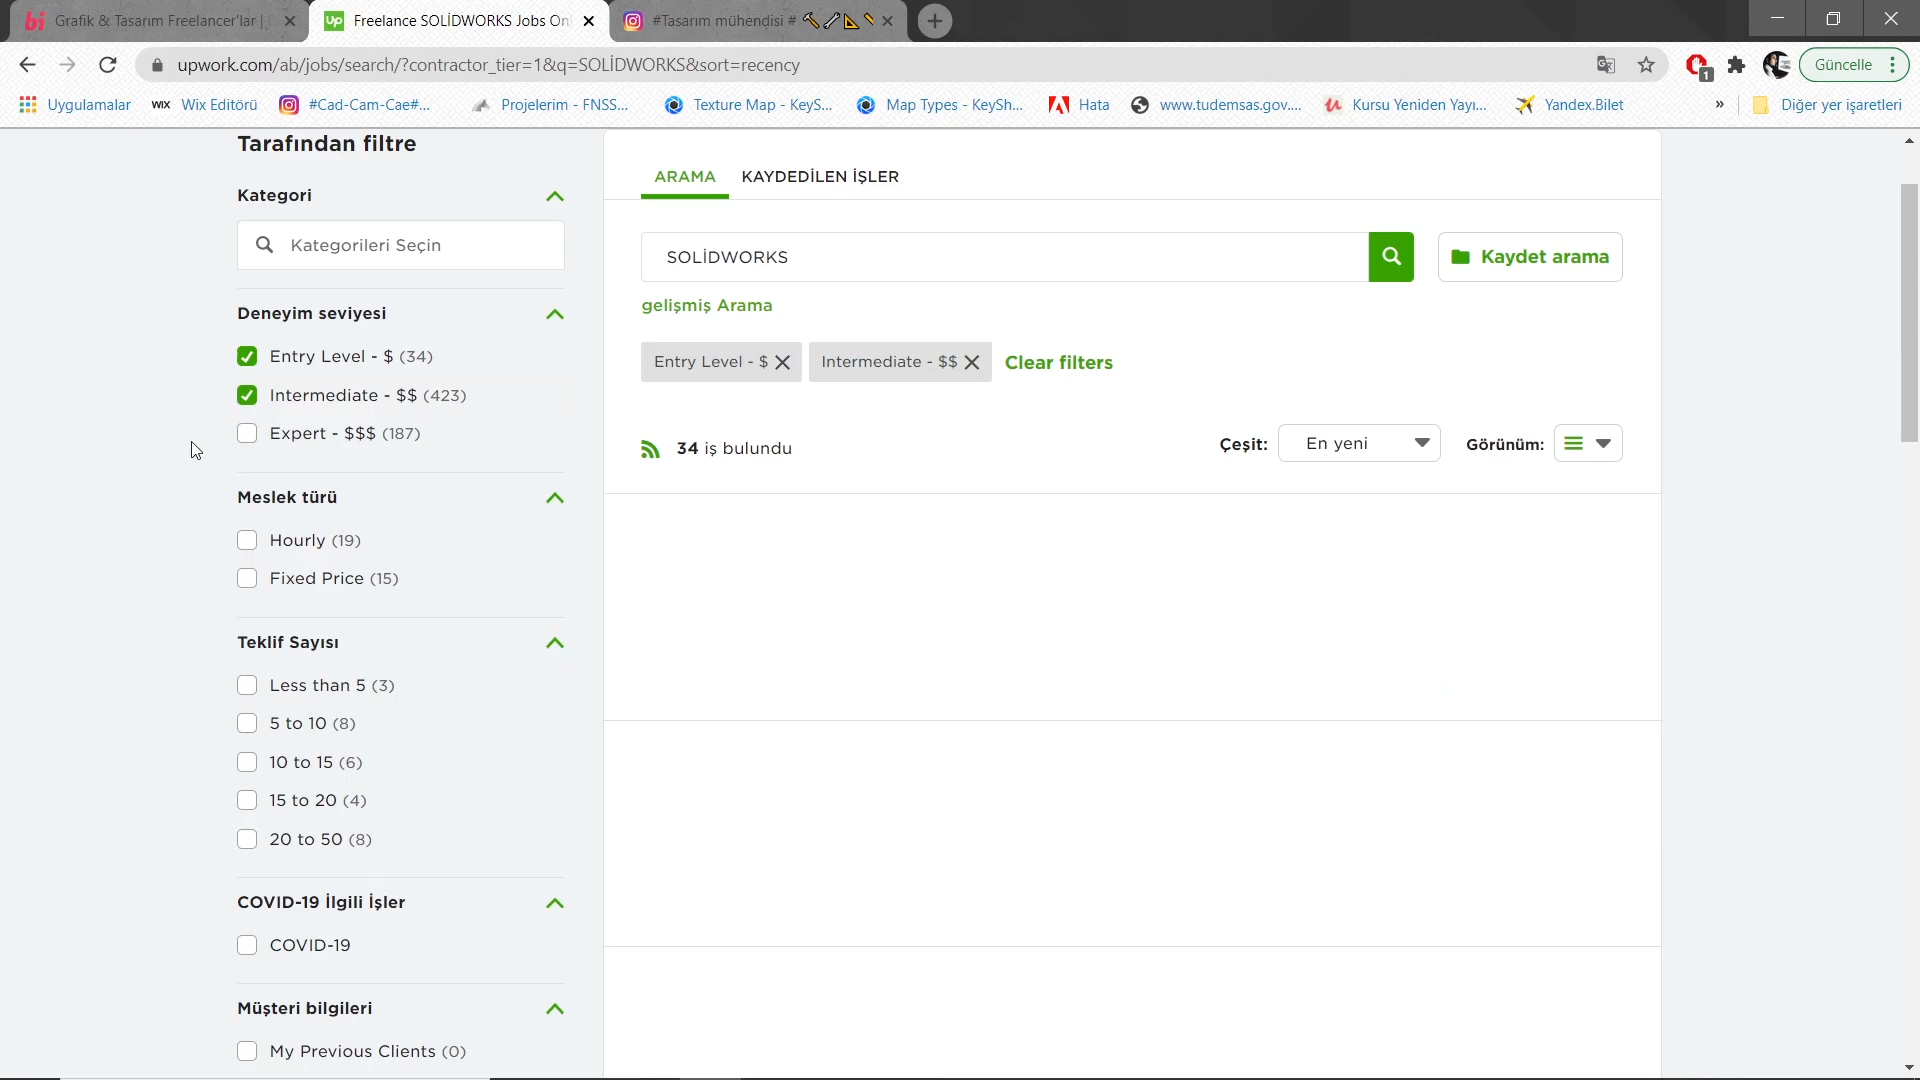 Grafik & Tasarım Freelancer'lar |
Freelance SOLİDWORKS Jobs On
#Tasarım mühendisi #
upwork.com/ab/jobs/search/?contractor_tier=1&q=SOLİDWORKS&sort=recency
1
Güncelle
Uygulamalar
WIX Wix Editörü
#Cad-Cam-Cae#...
Projelerim - FNSS...
Texture Map - KeyS...
Map Types - KeySh...
Hata
www.tudemsas.gov....
Kursu Yeniden Yayı...
Yandex.Bilet
»
Diğer yer işaretleri
Tarafından filtre
Kategori
Kategorileri Seçin
Deneyim seviyesi
Entry Level - $ (34)
Intermediate - $$ (423)
Expert - $$$ (187)
Meslek türü
Hourly (19)
Fixed Price (15)
Teklif Sayısı
Less than 5 (3)
5 to 10 (8)
10 to 15 (6)
15 to 20 (4)
20 to 50 (8)
COVID-19 İlgili İşler
COVID-19
Müşteri bilgileri
My Previous Clients (0)
ARAMA
KAYDEDİLEN İŞLER
SOLİDWORKS
Kaydet arama
gelişmiş Arama
Entry Level - $
Intermediate - $$
Clear filters
34 iş bulundu
Çeşit:
En yeni
Görünüm: